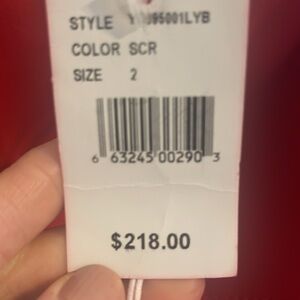 STYLE
COLOR SCR
SIZE 2
6 63245 00290 3
$218.00